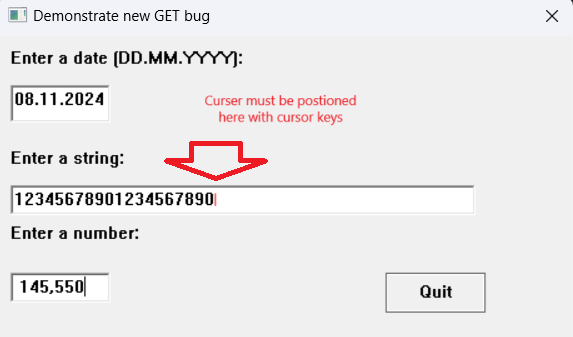 Demonstrate new GET bug
Enter a date (DD.MM.YYYY):
08.11.2024
Curser must be postioned
here with cursor keys
Enter a string:
12345678901234567890
Enter a number:
145,550
Quit